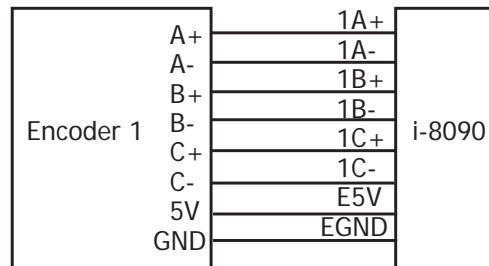 A+ 1A+
A- 1A-
B+ 1B+
Encoder 1 B- 1B- i-8090
C+ 1C+
C- 1C-
5V E5V
GND EGND